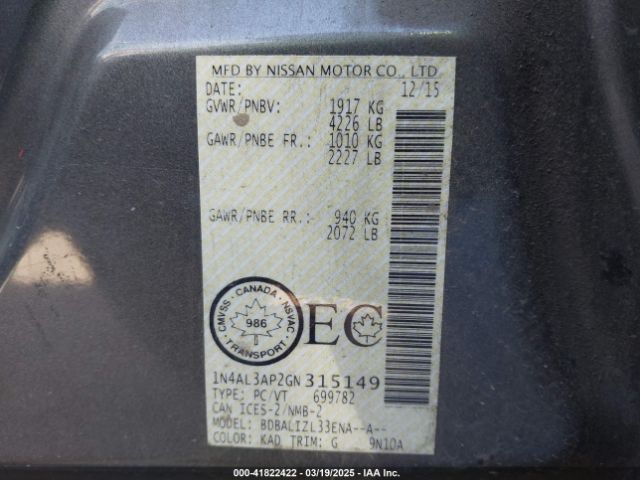 MFD BY NISSAN MOTOR CO., LTD
DATE: 12/15
GVWR/PNBV: 1917 KG
4226 LB
GAWR/PNBE FR.: 1010 KG
2227 LB
GAWR/PNBE RR.: 940 KG
2072 LB
CANADA
CMVSS NSVAC
986
TRANSPORT
EC
1N4AL3AP2GN315149
TYPE: PC/VT 699782
CAN ICES-2/NMB-2
MODEL: BDBALIZL33ENA--A--
COLOR: KAD TRIM: G 9N10A
000-41822422 - 03/19/2025 - IAA Inc.